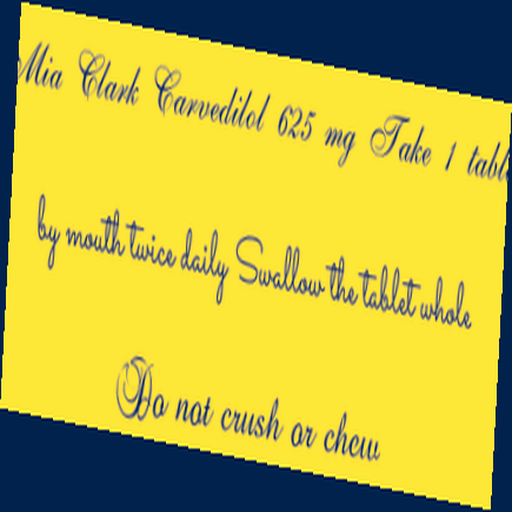 Mia Clark Carvedilol 625 mg Take 1 tabl
by mouth twice daily Swallow the tablet whole
Do not crush or chew